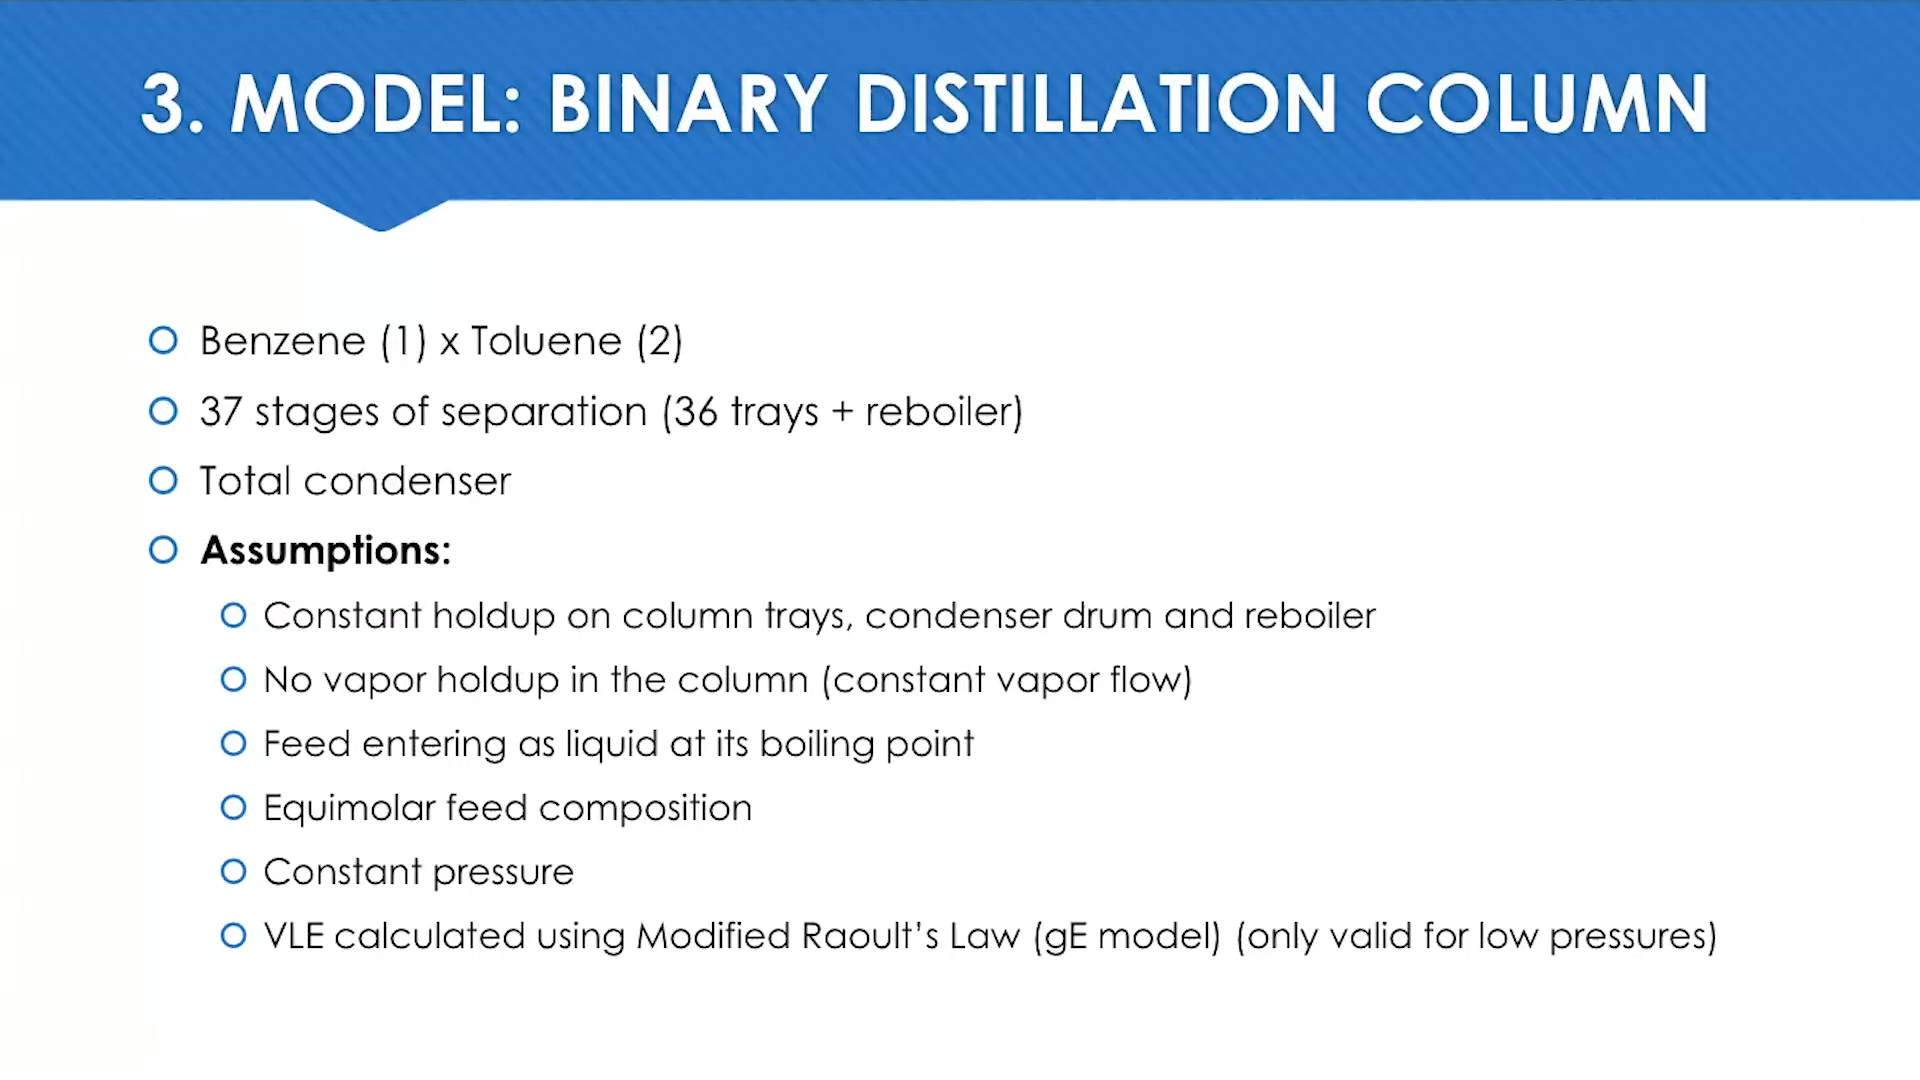 3. MODEL: BINARY DISTILLATION COLUMN
Benzene (1) x Toluene (2)
37 stages of separation (36 trays + reboiler)
Total condenser
Assumptions:
Constant holdup on column trays, condenser drum and reboiler
No vapor holdup in the column (constant vapor flow)
Feed entering as liquid at its boiling point
Equimolar feed composition
Constant pressure
VLE calculated using Modified Raoult’s Law (gE model) (only valid for low pressures)